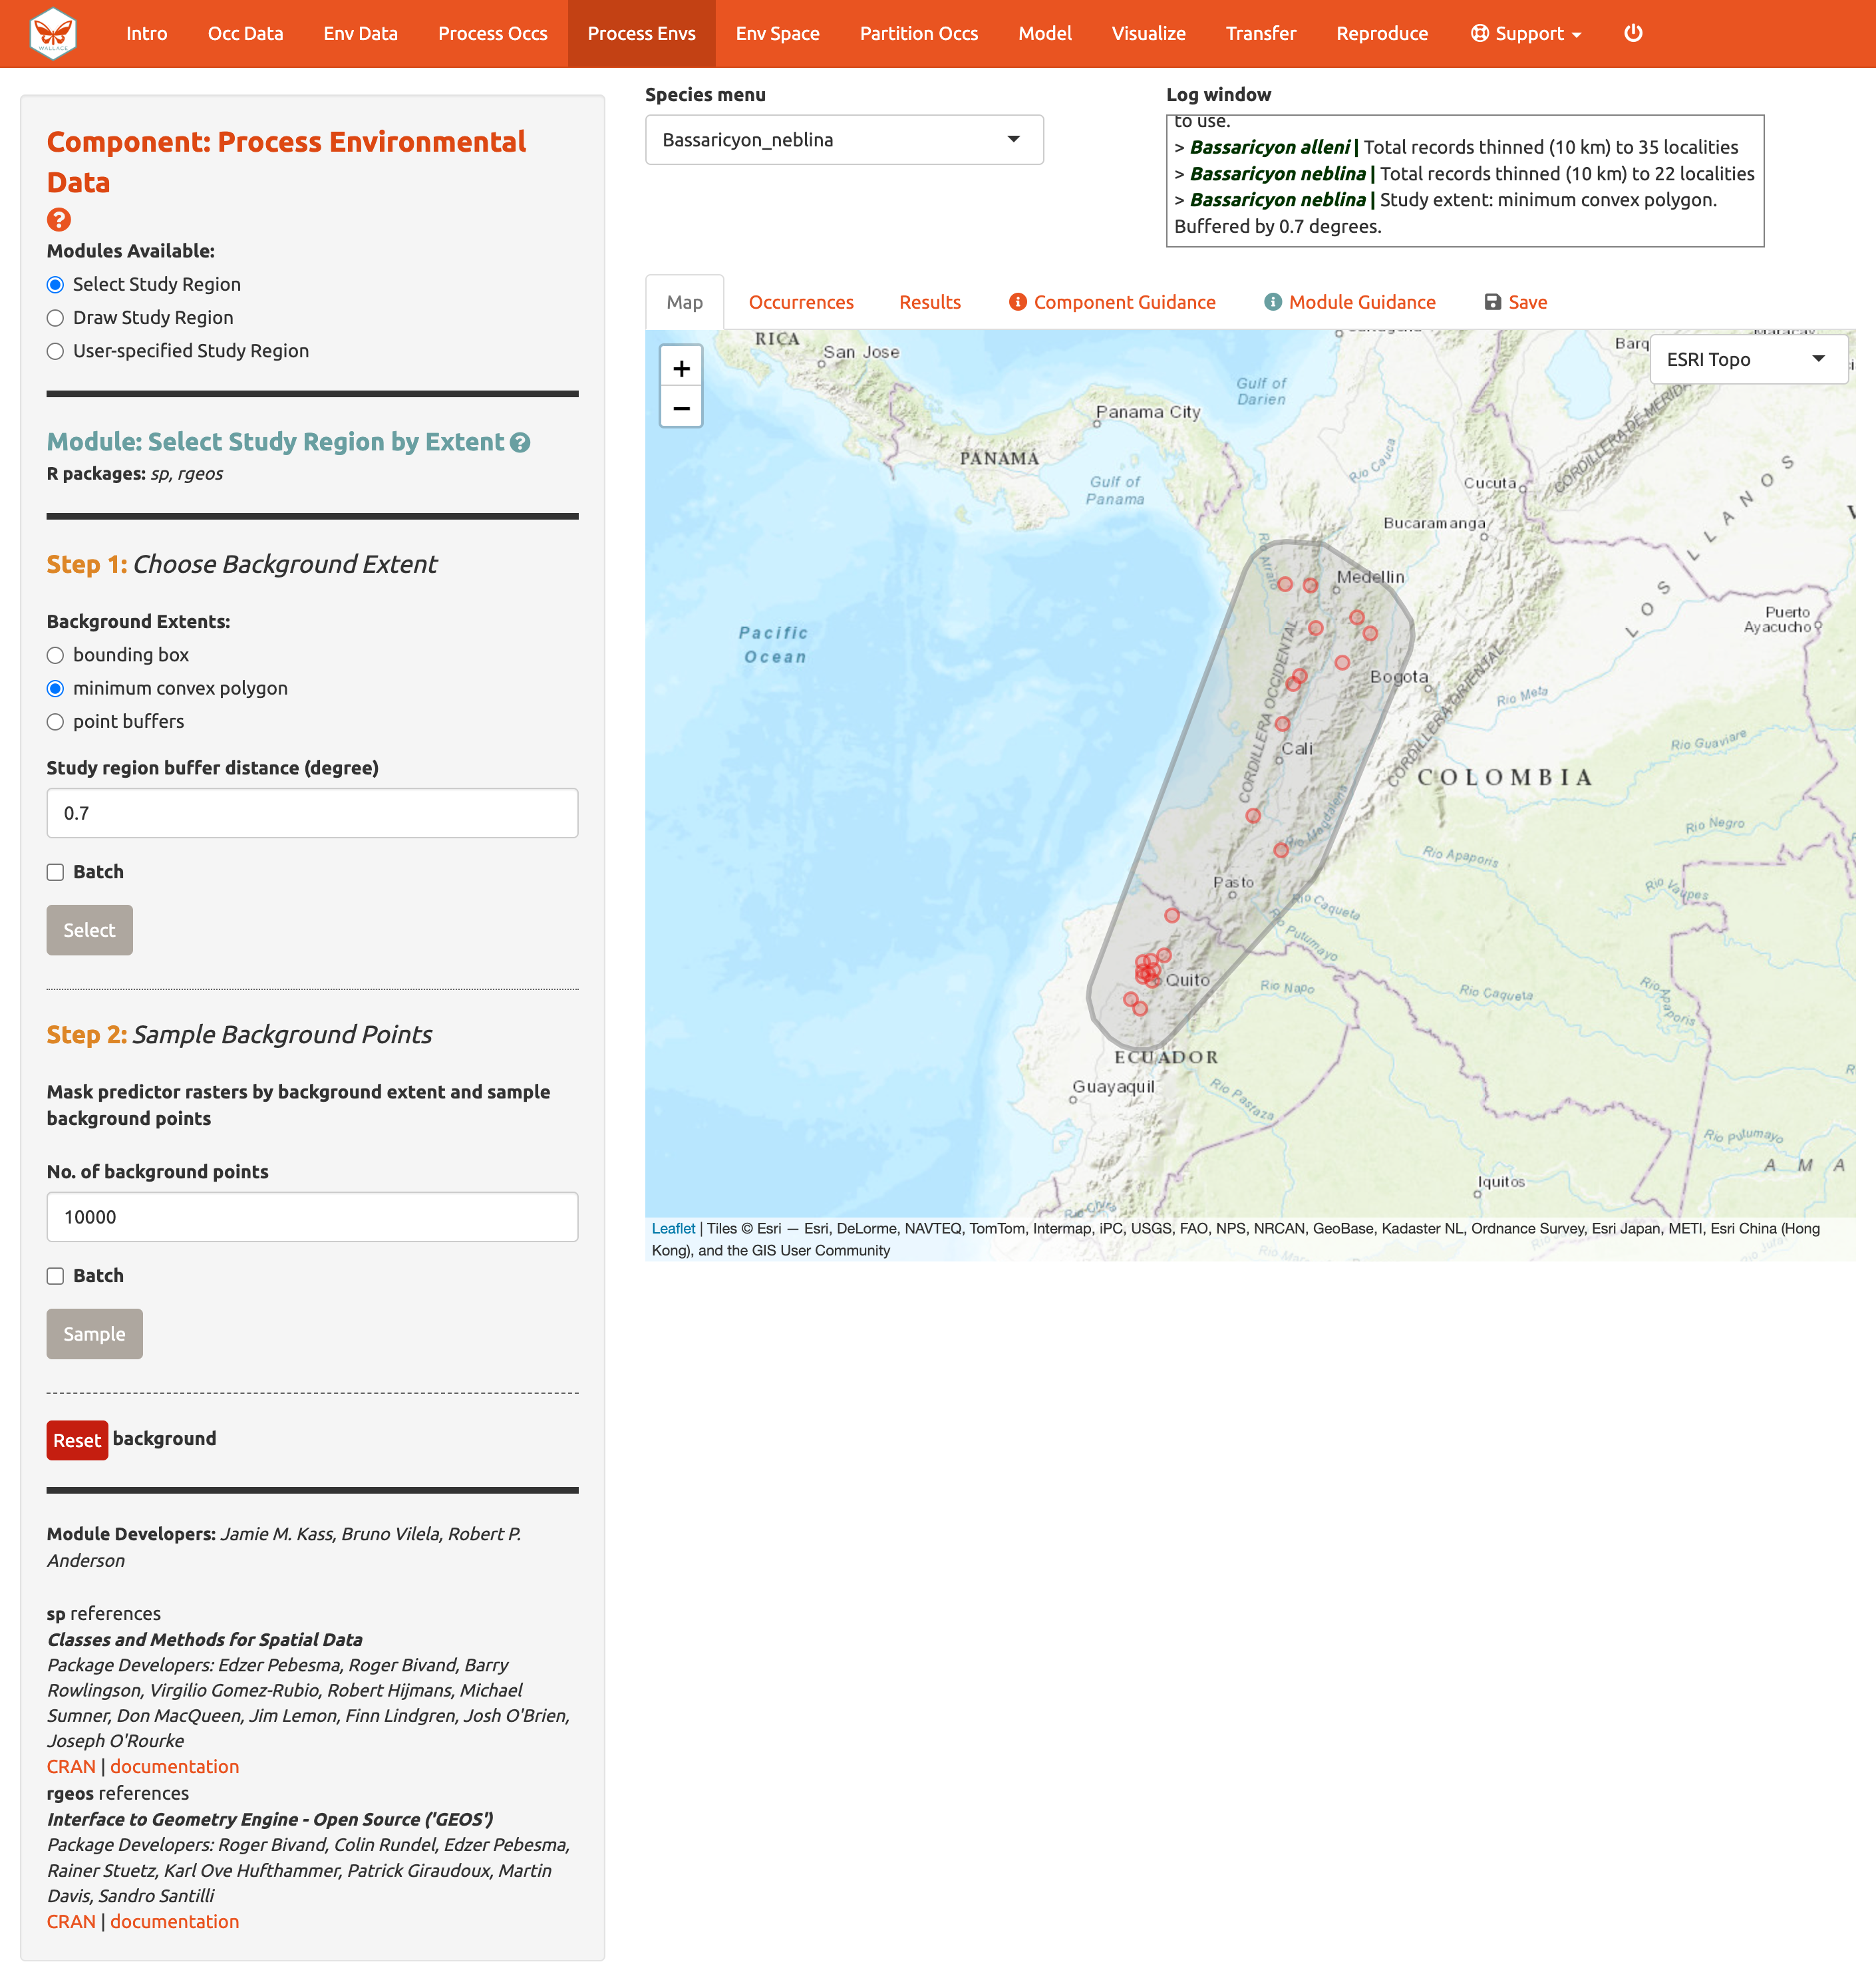 WALLACE
Intro
Occ Data
Env Data
Process Occs
Process Envs
Env Space
Partition Occs
Model
Visualize
Transfer
Reproduce
Support
Component: Process Environmental
Data
Modules Available:
Select Study Region
Draw Study Region
User-specified Study Region
Module: Select Study Region by Extent
R packages: sp, rgeos
Step 1: Choose Background Extent
Background Extents:
bounding box
minimum convex polygon
point buffers
Study region buffer distance (degree)
0.7
Batch
Select
Step 2: Sample Background Points
Mask predictor rasters by background extent and sample
background points
No. of background points
10000
Batch
Sample
Reset background
Module Developers: Jamie M. Kass, Bruno Vilela, Robert P.
Anderson
sp references
Classes and Methods for Spatial Data
Package Developers: Edzer Pebesma, Roger Bivand, Barry
Rowlingson, Virgilio Gomez-Rubio, Robert Hijmans, Michael
Sumner, Don MacQueen, Jim Lemon, Finn Lindgren, Josh O'Brien,
Joseph O'Rourke
CRAN | documentation
rgeos references
Interface to Geometry Engine - Open Source ('GEOS')
Package Developers: Roger Bivand, Colin Rundel, Edzer Pebesma,
Rainer Stuetz, Karl Ove Hufthammer, Patrick Giraudoux, Martin
Davis, Sandro Santilli
CRAN | documentation
Species menu
Bassaricyon_neblina
Log window
to use.
> Bassaricyon alleni | Total records thinned (10 km) to 35 localities
> Bassaricyon neblina | Total records thinned (10 km) to 22 localities
> Bassaricyon neblina | Study extent: minimum convex polygon.
Buffered by 0.7 degrees.
Map
Occurrences
Results
Component Guidance
Module Guidance
Save
+
−
ESRI Topo
RICA
San Jose
Barq
Gulf of
Darien
Panama City
PANAMA
Gulf of
Panama
Rio Cauca
CORDILLERA DE MERIDA
Cucuta
Bucaramanga
LOS LLANOS
Rio Atrato
Medellin
Puerto
Ayacucho
Pacific
Ocean
CORDILLERA OCCIDENTAL
Bogota
CORDILLERA ORIENTAL
Rio Meta
Rio Guaviare
Cali
COLOMBIA
Rio Magdalena
Rio Negro
Rio Apaporis
Pasto
Rio Vaupes
Rio Caqueta
Rio Putumayo
Quito
Rio Napo
Rio Caqueta
Rio Apaporis
ECUADOR
Guayaquil
Rio Pastaza
Rio Putumayo
A M A
Iquitos
Leaflet | Tiles © Esri — Esri, DeLorme, NAVTEQ, TomTom, Intermap, iPC, USGS, FAO, NPS, NRCAN, GeoBase, Kadaster NL, Ordnance Survey, Esri Japan, METI, Esri China (Hong
Kong), and the GIS User Community